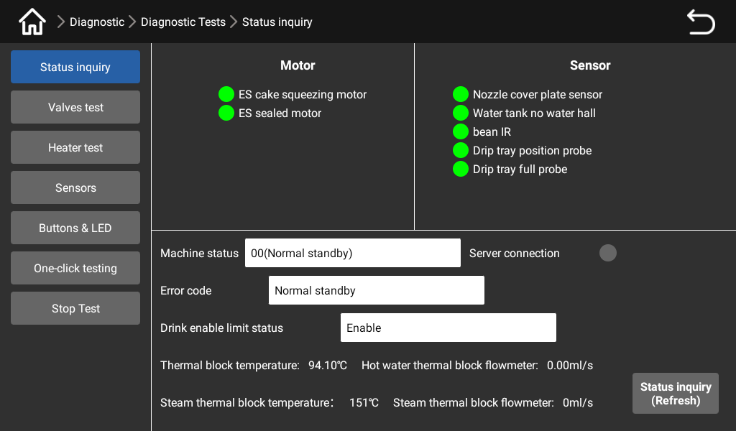 Diagnostic > Diagnostic Tests > Status inquiry
Status inquiry
Valves test
Heater test
Sensors
Buttons & LED
One-click testing
Stop Test
Motor
ES cake squeezing motor
ES sealed motor
Sensor
Nozzle cover plate sensor
Water tank no water hall
bean IR
Drip tray position probe
Drip tray full probe
Machine status 00(Normal standby) Server connection
Error code Normal standby
Drink enable limit status Enable
Thermal block temperature: 94.10℃ Hot water thermal block flowmeter: 0.00ml/s
Steam thermal block temperature: 151℃ Steam thermal block flowmeter: 0ml/s
Status inquiry
(Refresh)